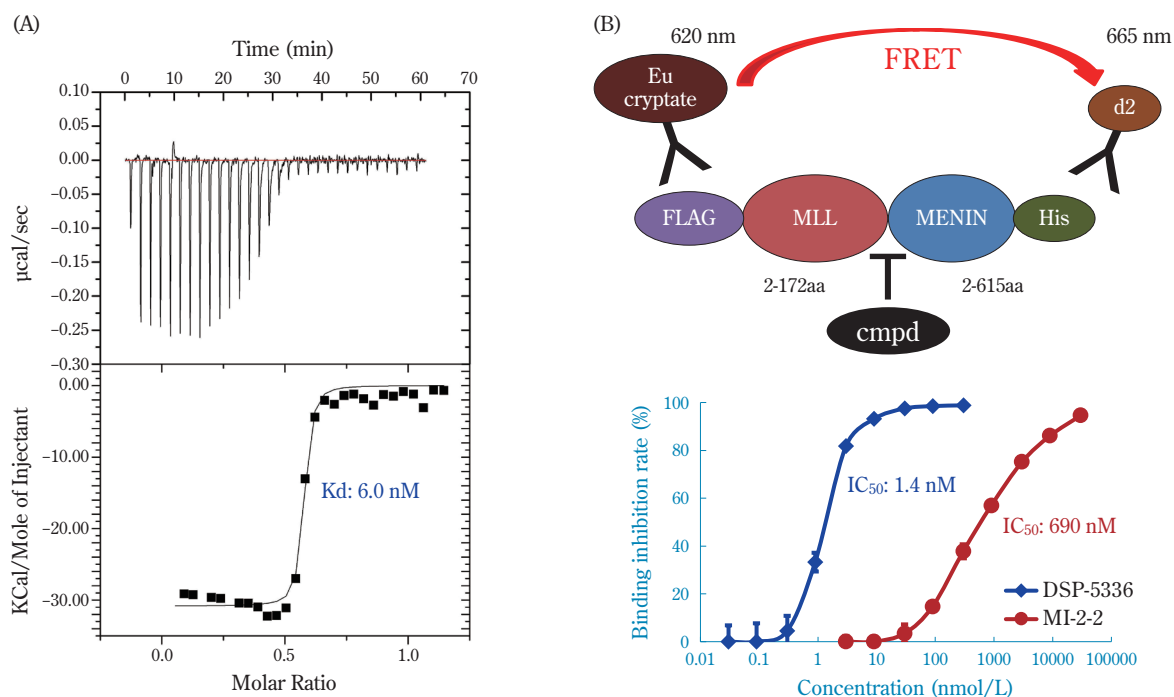 (A)
Time (min)
0 10 20 30 40 50 60 70
0.10
0.05
0.00
−0.05
−0.10
−0.15
−0.20
−0.25
−0.30
μcal/sec
0.00
−10.00
−20.00
−30.00
KCal/Mole of Injectant
Kd: 6.0 nM
0.0 0.5 1.0
Molar Ratio
(B)
620 nm
665 nm
FRET
Eu
cryptate
d2
FLAG
MLL
MENIN
His
2-172aa
2-615aa
cmpd
Binding inhibition rate (%)
100
80
60
40
20
0
IC₅₀: 1.4 nM
IC₅₀: 690 nM
DSP-5336
MI-2-2
0.01 0.1 1 10 100 1000 10000 100000
Concentration (nmol/L)